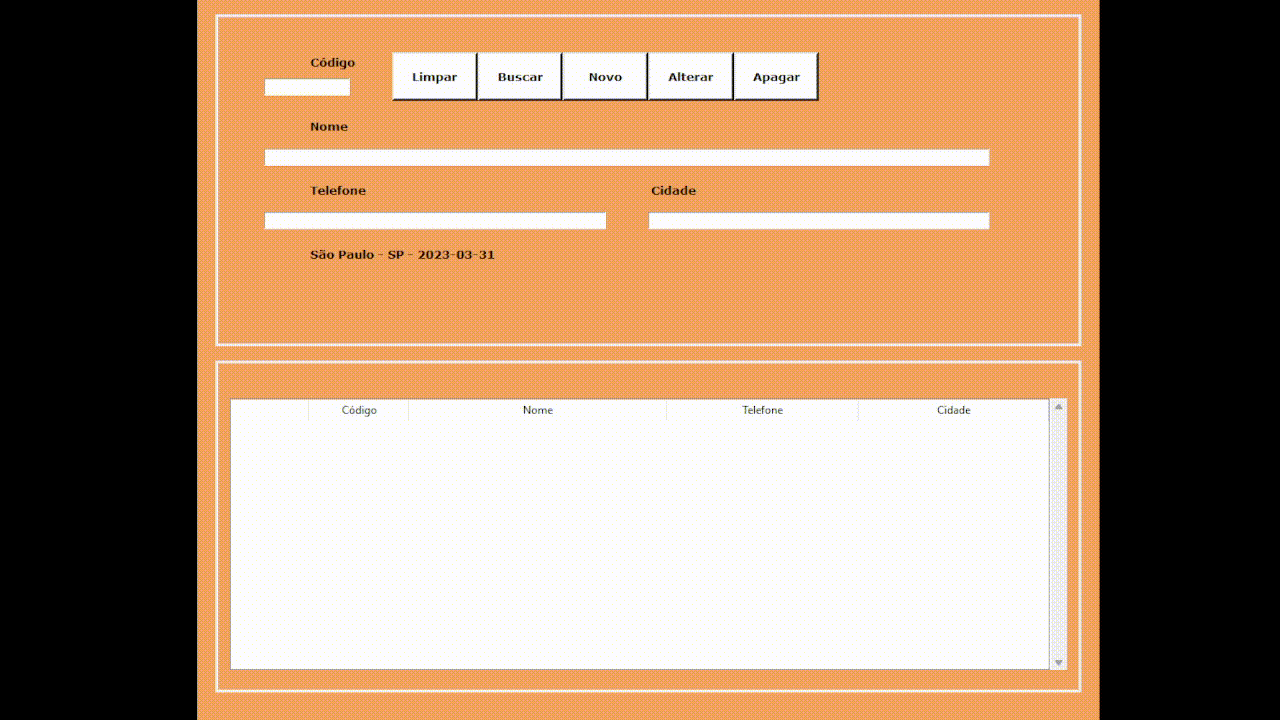 Código
Limpar Buscar Novo Alterar Apagar
Nome
Telefone Cidade
São Paulo - SP - 2023-03-31
Código Nome Telefone Cidade